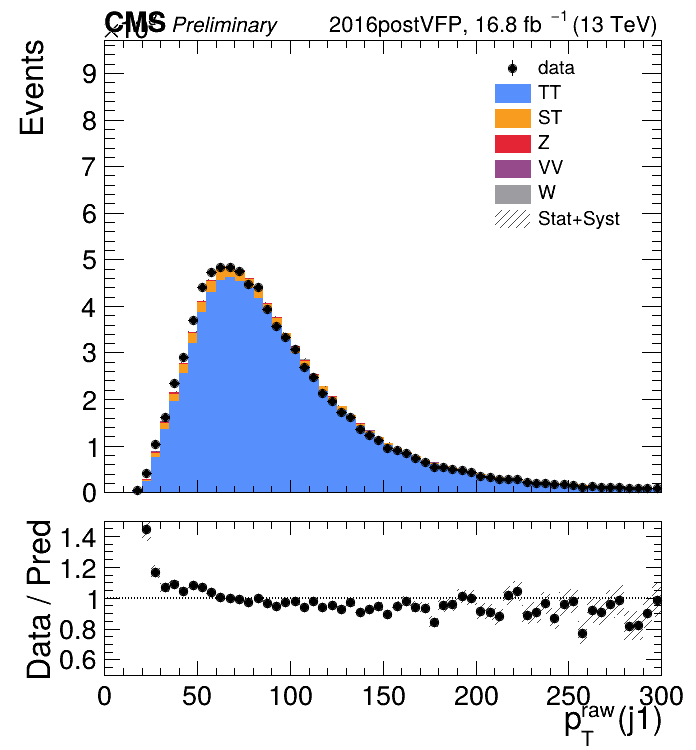 CMS Preliminary 2016postVFP, 16.8 fb⁻¹ (13 TeV)
Events
9
8
7
6
5
4
3
2
1
0
data
TT
ST
Z
VV
W
Stat+Syst
Data / Pred
1.4
1.2
1
0.8
0.6
0 50 100 150 200 250 300
p_T^raw (j1)